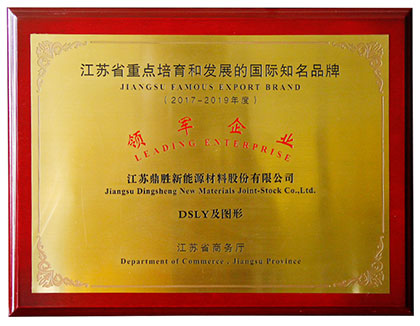 江苏省重点培育和发展的国际知名品牌
JIANGSU FAMOUS EXPORT BRAND
（2017-2019年度）
领军企业
LEADING ENTERPRISE
江苏鼎胜新能源材料股份有限公司
Jiangsu Dingsheng New Materials Joint-Stock Co.,Ltd.
DSLY及图形
江苏省商务厅
Department of Commerce , Jiangsu Province